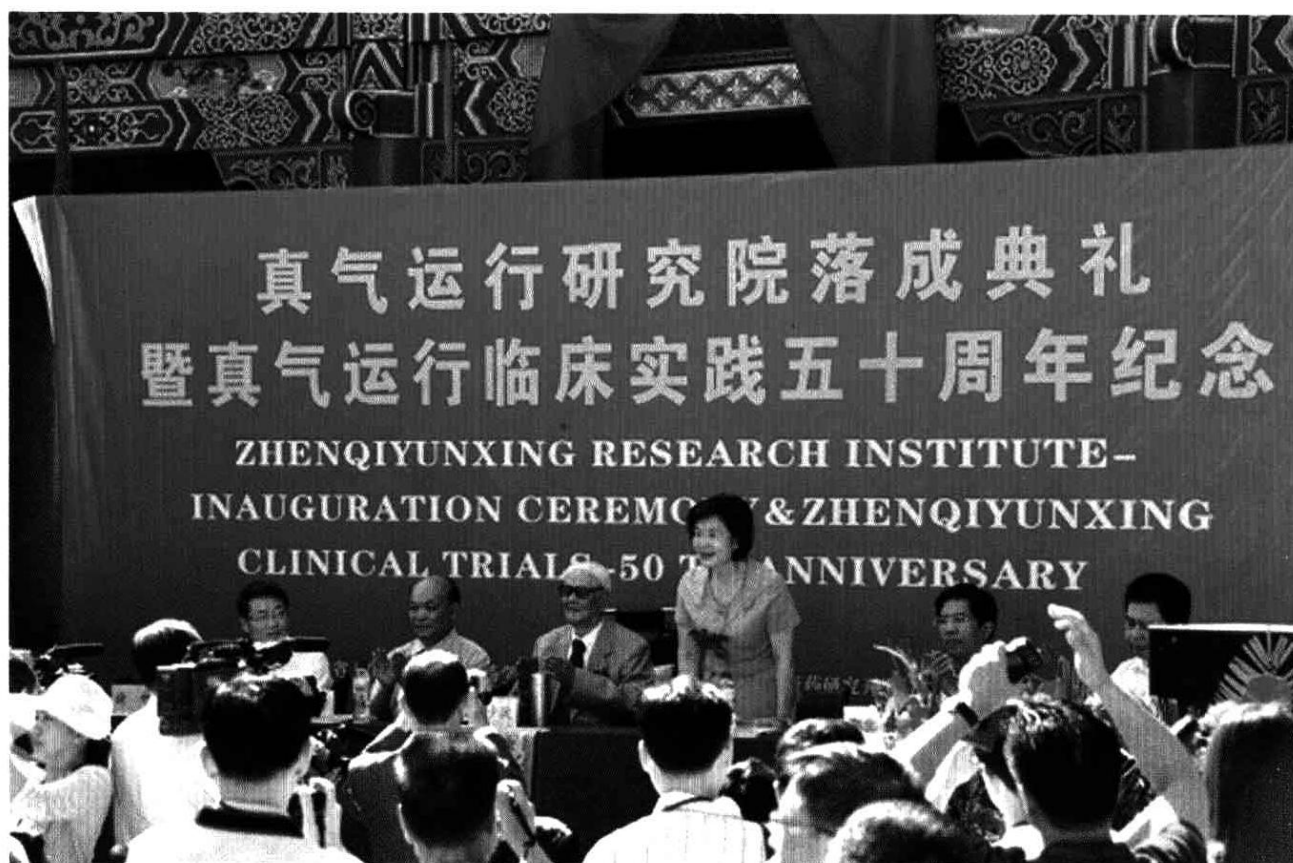 真气运行研究院落成典礼
暨真气运行临床实践五十周年纪念
ZHENQIYUNXING RESEARCH INSTITUTE–
INAUGURATION CEREMONY & ZHENQIYUNXING
CLINICAL TRIALS-50 ANNIVERSARY